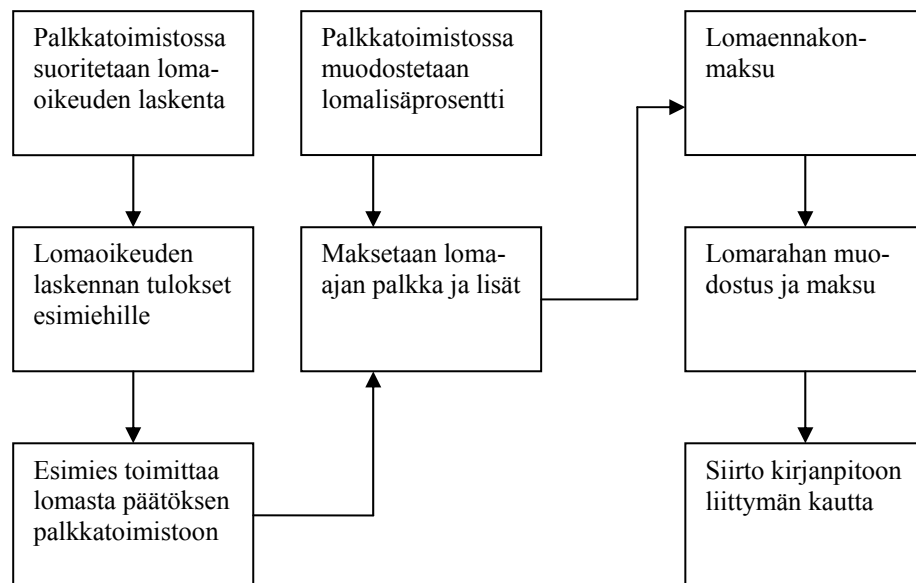 Palkkatoimistossa
suoritetaan loma-
oikeuden laskenta
Lomaoikeuden
laskennan tulokset
esimiehille
Esimies toimittaa
lomasta päätöksen
palkkatoimistoon
Palkkatoimistossa
muodostetaan
lomalisäprosentti
Maksetaan loma-
ajan palkka ja lisät
Lomaennakon-
maksu
Lomarahan muo-
dostus ja maksu
Siirto kirjanpitoon
liittymän kautta